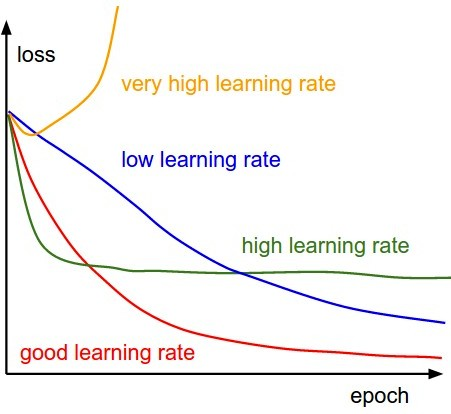 loss
very high learning rate
low learning rate
high learning rate
good learning rate
epoch